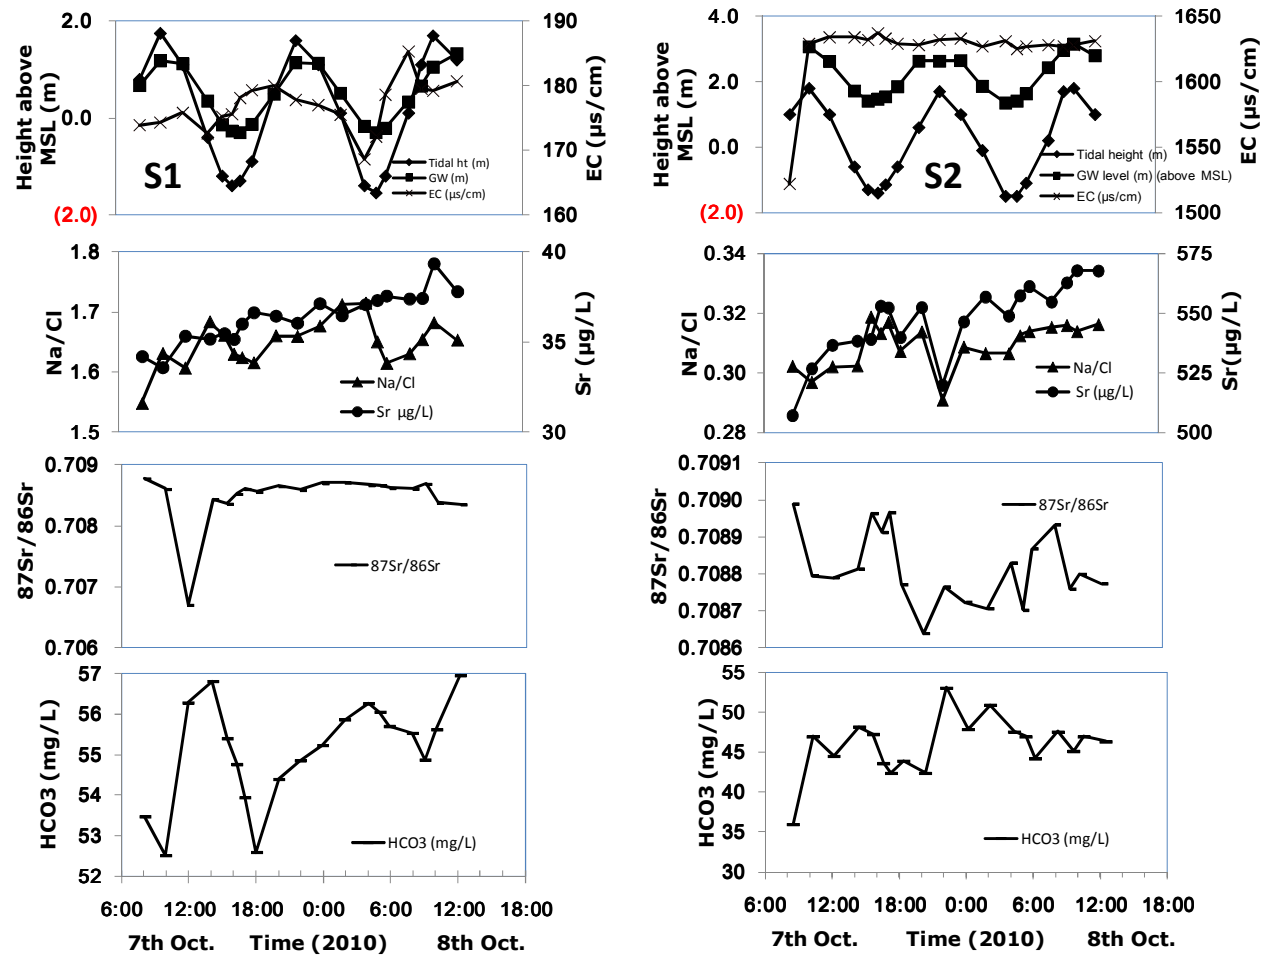 Height above
MSL (m)
2.0
0.0
(2.0)
190
180
170
160
EC (µs/cm)
S1
Tidal ht (m)
GW (m)
EC (µs/cm)
Na/Cl
1.8
1.7
1.6
1.5
40
35
30
Sr (µg/L)
Na/Cl
Sr µg/L)
87Sr/86Sr
0.709
0.708
0.707
0.706
87Sr/86Sr
HCO3 (mg/L)
57
56
55
54
53
52
HCO3 (mg/L)
6:00 12:00 18:00 0:00 6:00 12:00 18:00
7th Oct. Time (2010) 8th Oct.
Height above
MSL (m)
4.0
2.0
0.0
(2.0)
1650
1600
1550
1500
EC (µs/cm)
S2
Tidal height (m)
GW level (m) (above MSL)
EC (µs/cm)
Na/Cl
0.34
0.32
0.30
0.28
575
550
525
500
Sr(µg/L)
Na/Cl
Sr (µg/L)
87Sr/86Sr
0.7091
0.7090
0.7089
0.7088
0.7087
0.7086
87Sr/86Sr
HCO3 (mg/L)
55
50
45
40
35
30
HCO3 (mg/L)
6:00 12:00 18:00 0:00 6:00 12:00 18:00
7th Oct. Time (2010) 8th Oct.